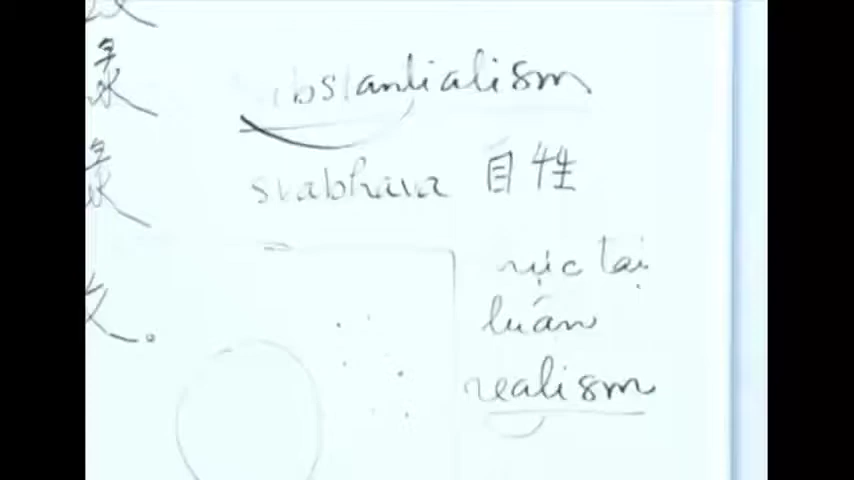 substantialism
svabhava 自性
thực tại
luận
realism